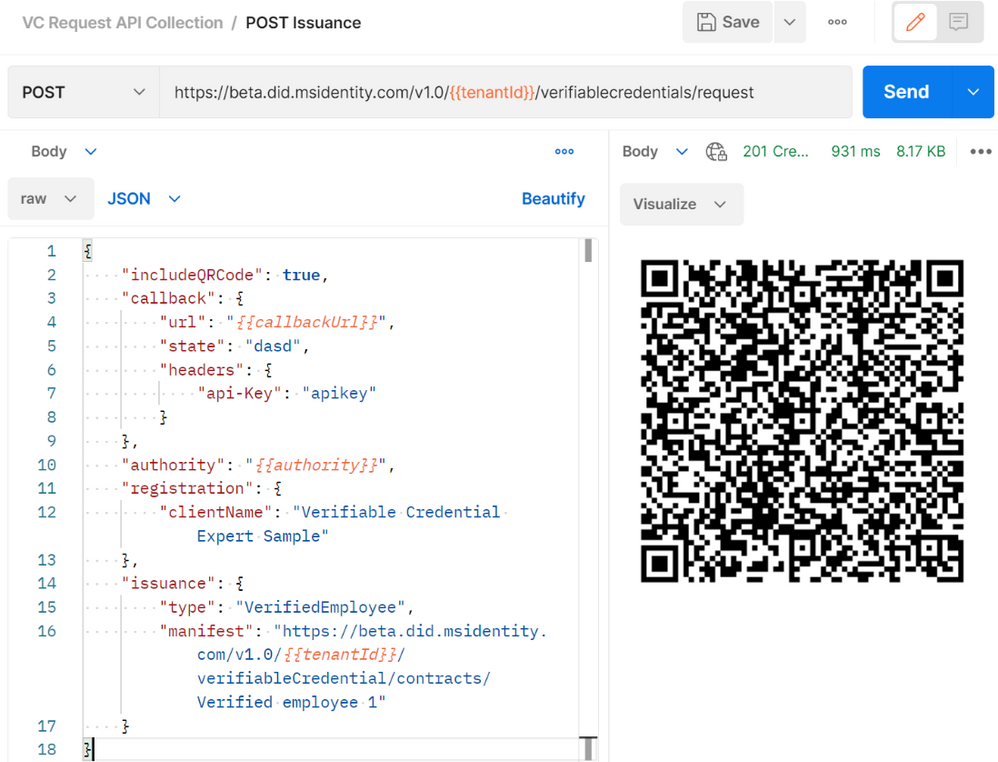 VC Request API Collection / POST Issuance
Save
POST
https://beta.did.msidentity.com/v1.0/{{tenantId}}/verifiablecredentials/request
Send
Body
raw
JSON
Beautify
1 {
2 "includeQRCode": true,
3 "callback": {
4 "url": "{{callbackUrl}}",
5 "state": "dasd",
6 "headers": {
7 "api-Key": "apikey"
8 }
9 },
10 "authority": "{{authority}}",
11 "registration": {
12 "clientName": "Verifiable Credential
Expert Sample"
13 },
14 "issuance": {
15 "type": "VerifiedEmployee",
16 "manifest": "https://beta.did.msidentity.
com/v1.0/{{tenantId}}/
verifiableCredential/contracts/
Verified employee 1"
17 }
18 }
Body
201 Cre...
931 ms
8.17 KB
Visualize